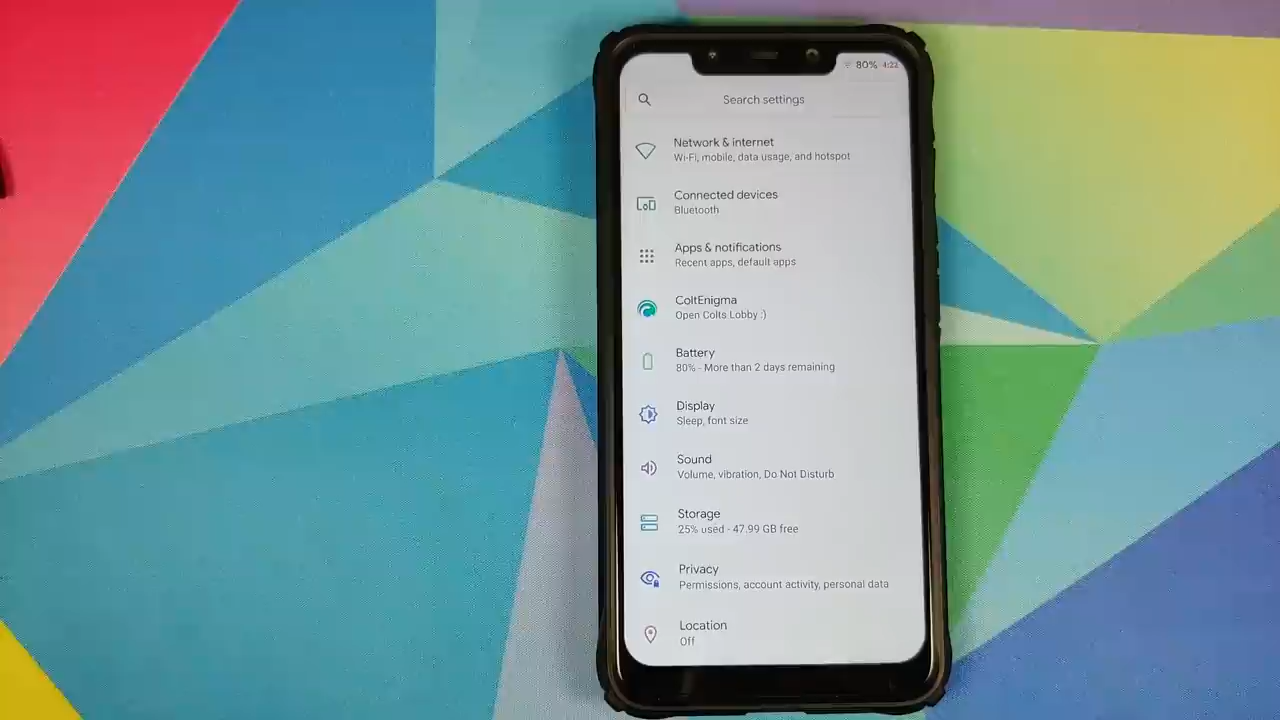 80% 4:22
Search settings
Network & internet
Wi-Fi, mobile, data usage, and hotspot
Connected devices
Bluetooth
Apps & notifications
Recent apps, default apps
ColtEnigma
Open Colts Lobby :)
Battery
80% - More than 2 days remaining
Display
Sleep, font size
Sound
Volume, vibration, Do Not Disturb
Storage
25% used - 47.99 GB free
Privacy
Permissions, account activity, personal data
Location
Off